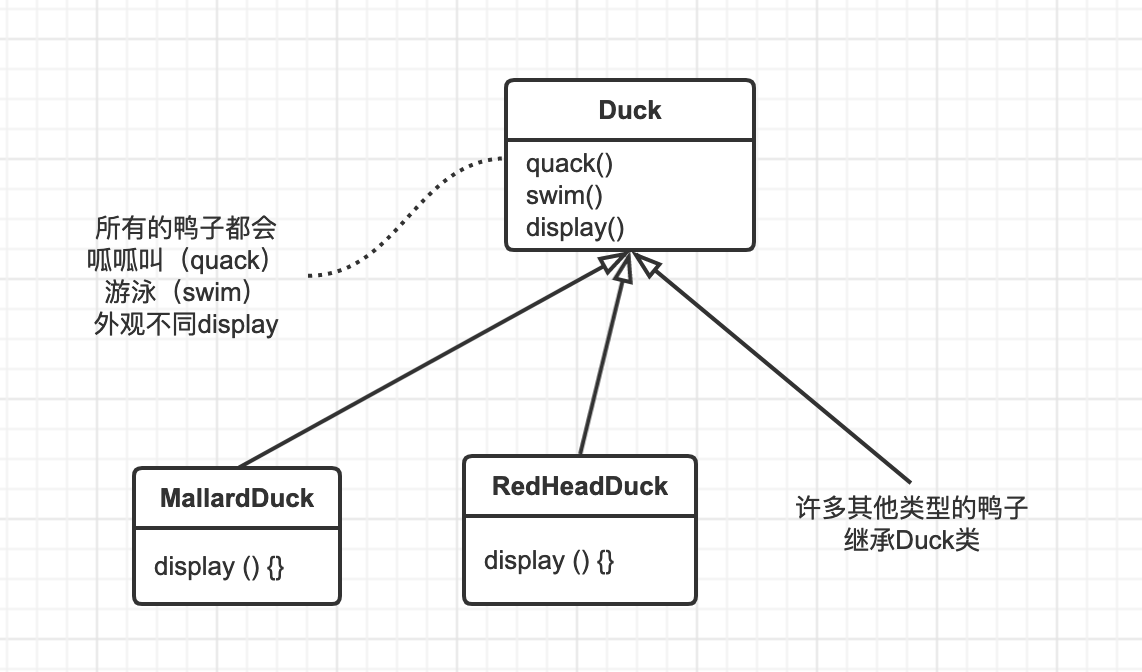 Duck
quack()
swim()
display()
所有的鸭子都会
呱呱叫（quack）
游泳（swim）
外观不同display
MallardDuck
display () {}
RedHeadDuck
display () {}
许多其他类型的鸭子
继承Duck类